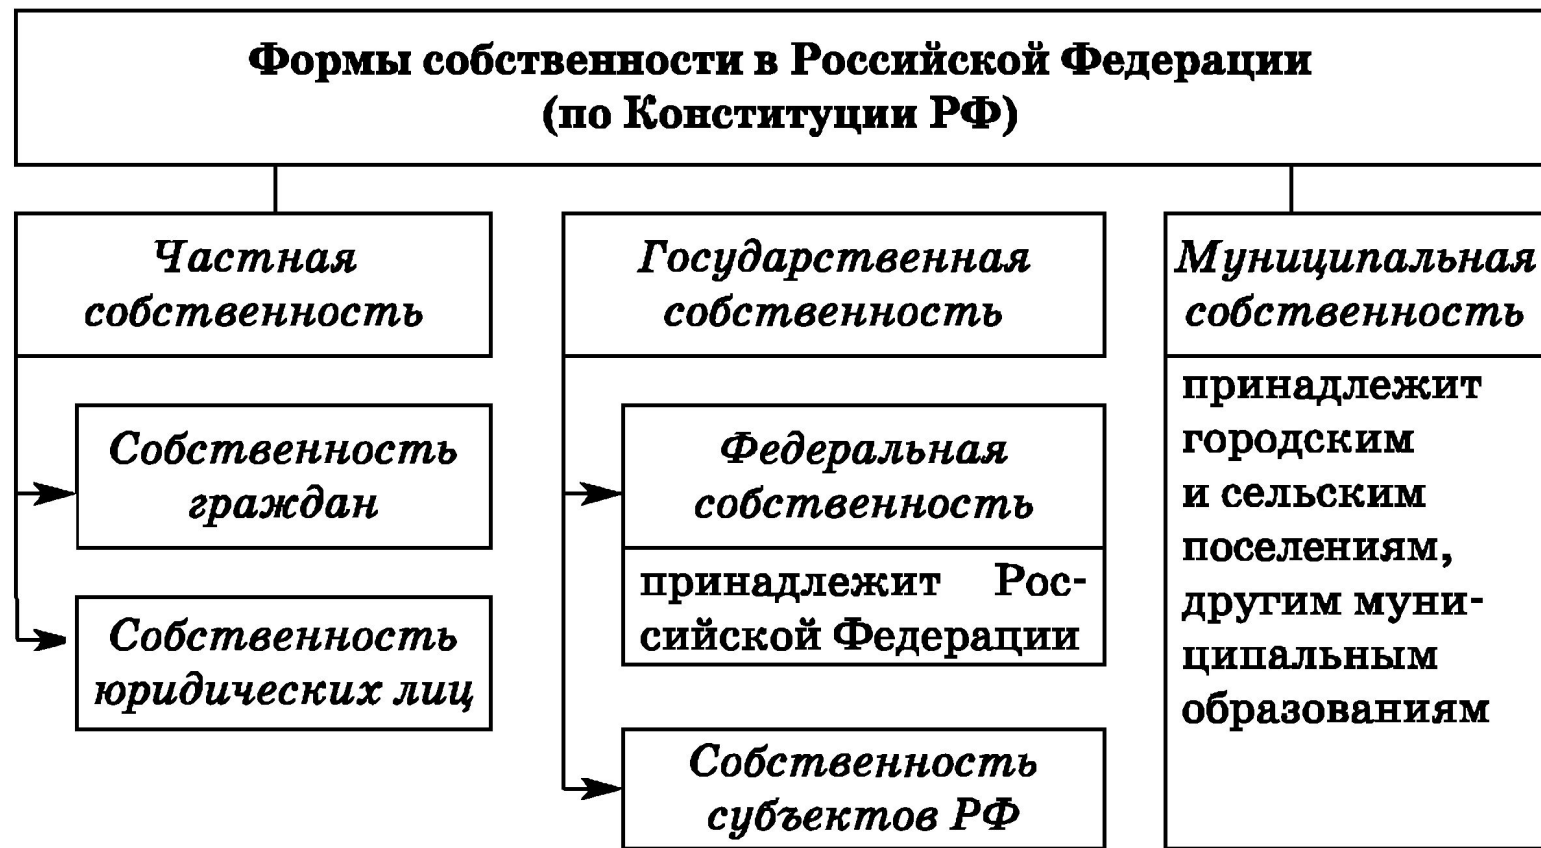 Формы собственности в Российской Федерации
(по Конституции РФ)
Частная
собственность
Собственность
граждан
Собственность
юридических лиц
Государственная
собственность
Федеральная
собственность
принадлежит Рос-
сийской Федерации
Собственность
субъектов РФ
Муниципальная
собственность
принадлежит
городским
и сельским
поселениям,
другим муни-
ципальным
образованиям